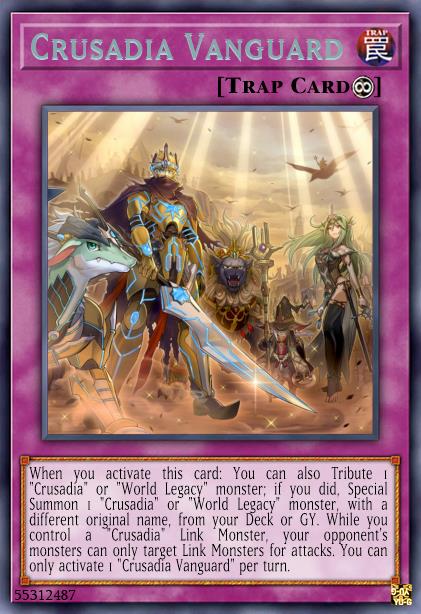 CRUSADIA VANGUARD
TRAP
罠
[TRAP CARD]
When you activate this card: You can also Tribute 1
"Crusadia" or "World Legacy" monster; if you did, Special
Summon 1 "Crusadia" or "World Legacy" monster, with a
different original name, from your Deck or GY. While you
control a "Crusadia" Link Monster, your opponent's
monsters can only target Link Monsters for attacks. You can
only activate 1 "Crusadia Vanguard" per turn.
55312487